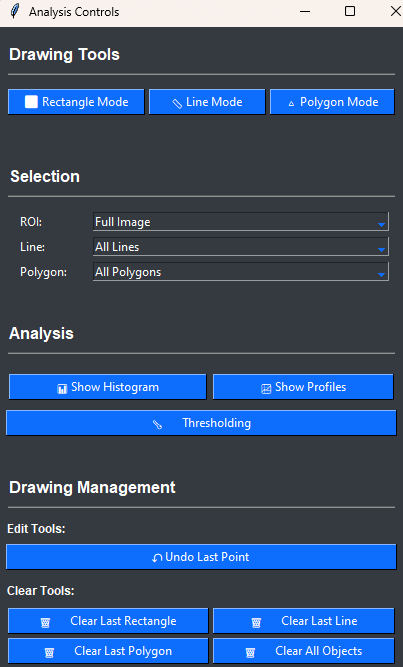 Analysis Controls
Drawing Tools
Rectangle Mode Line Mode Polygon Mode
Selection
ROI: Full Image
Line: All Lines
Polygon: All Polygons
Analysis
Show Histogram Show Profiles
Thresholding
Drawing Management
Edit Tools:
Undo Last Point
Clear Tools:
Clear Last Rectangle Clear Last Line
Clear Last Polygon Clear All Objects